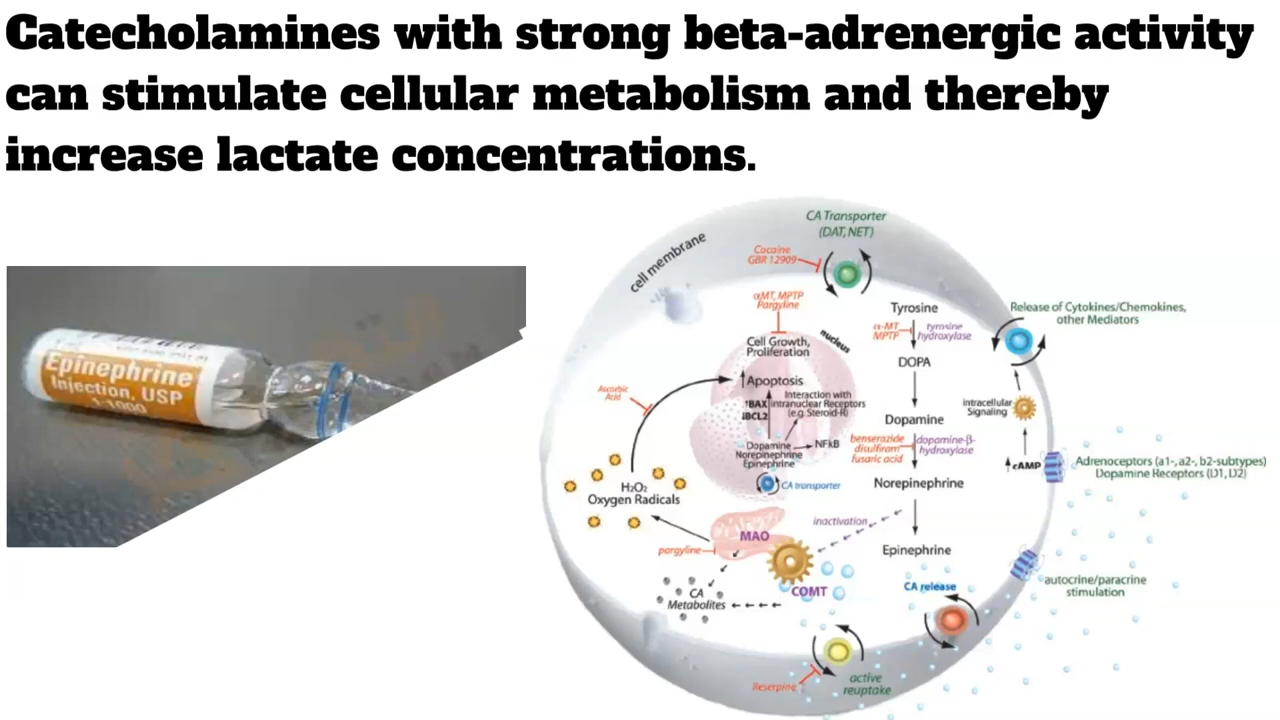 Catecholamines with strong beta-adrenergic activity
can stimulate cellular metabolism and thereby
increase lactate concentrations.
Epinephrine
Injection, USP
1-1000
CA Transporter
(DAT, NET)
cell membrane
Cocaine
GBR 12909
αMT, MPTP
Pargyline
nucleus
Cell Growth,
Proliferation
Apoptosis
Interaction with
intranuclear Receptors
(e.g. Steroid-R)
↑BAX
↓BCL2
Dopamine
Norepinephrine
Epinephrine
NFkB
CA transporter
Ascorbic
Acid
H₂O₂
Oxygen Radicals
MAO
pargyline
COMT
CA
Metabolites
inactivation
Tyrosine
α-MT
MPTP
tyrosine
hydroxylase
DOPA
Dopamine
benserazide
disulfiram
fusaric acid
dopamine-β-
hydroxylase
Norepinephrine
Epinephrine
CA release
Release of Cytokines/Chemokines,
other Mediators
intracellular
Signaling
cAMP
Adrenoceptors (a1-, a2-, b2-subtypes)
Dopamine Receptors (D1, D2)
autocrine/paracrine
stimulation
Reserpine
active
reuptake